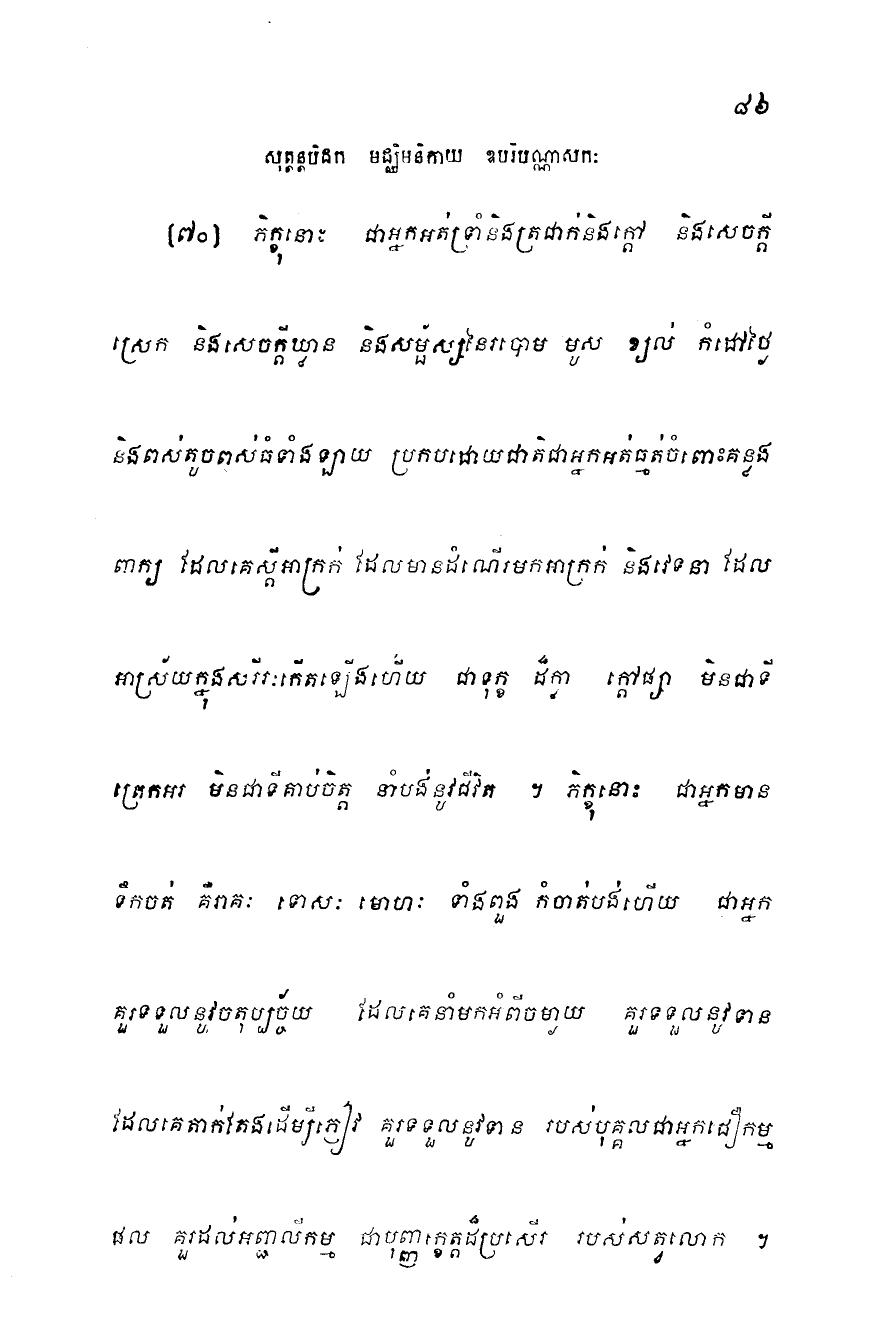 ៨៦
សុត្តន្តបិដក មជ្ឈិមនិកាយ ឧបរិបណ្ណាសកៈ
(៧០) ភិក្ខុនោះ ជាអ្នកអត់ទ្រាំនិងត្រជាក់និងក្តៅ និងសេចក្តី
ស្រេក និងសេចក្តីឃ្លាន និងសម្ផ័ស្សនៃរបោម មូស ខ្យល់ កំដៅថ្ងៃ
និងពស់តូចពស់ធំទាំងឡាយ ប្រកបដោយជាតិជាអ្នកអត់ធ្មត់ចំពោះគន្លង
ពាក្យ ដែលគេស្តីអាក្រក់ ដែលមានដំណើរមកអាក្រក់ និងវេទនា ដែល
អាស្រ័យក្នុងសរីរៈកើតឡើងហើយ ជាទុក្ខ ដ៏ក្លា ក្តៅផ្សា មិនជាទី
ត្រេកអរ មិនជាទីគាប់ចិត្ត នាំបង់នូវជីវិត ។ ភិក្ខុនោះ ជាអ្នកមាន
ទឹកចត់ គឺរាគៈ ទោសៈ មោហៈ ទាំងពួង កំចាត់បង់ហើយ ជាអ្នក
គួរទទួលនូវចតុប្បច្ច័យ ដែលគេនាំមកអំពីចម្ងាយ គួរទទួលនូវទាន
ដែលគេតាក់តែងដើម្បីភ្ញៀវ គួរទទួលនូវទាន របស់បុគ្គលជាអ្នកជឿកម្ម
ផល គួរដល់អញ្ជលីកម្ម ជាបុញ្ញក្ខេត្តដ៏ប្រសើរ របស់សត្វលោក ។